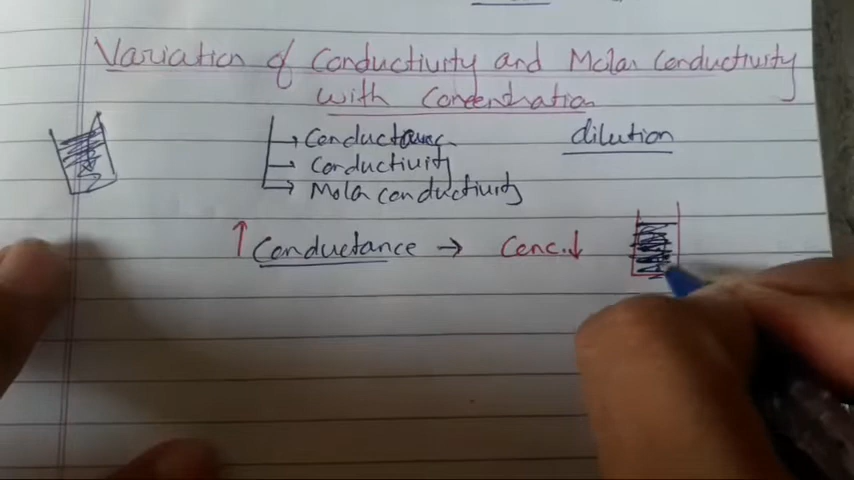 Variation of Conductivity and Molar Conductivity
with Concentration
→ Conductance dilution
→ Conductivity
→ Molar conductivity
↑ Conductance → Conc. ↓